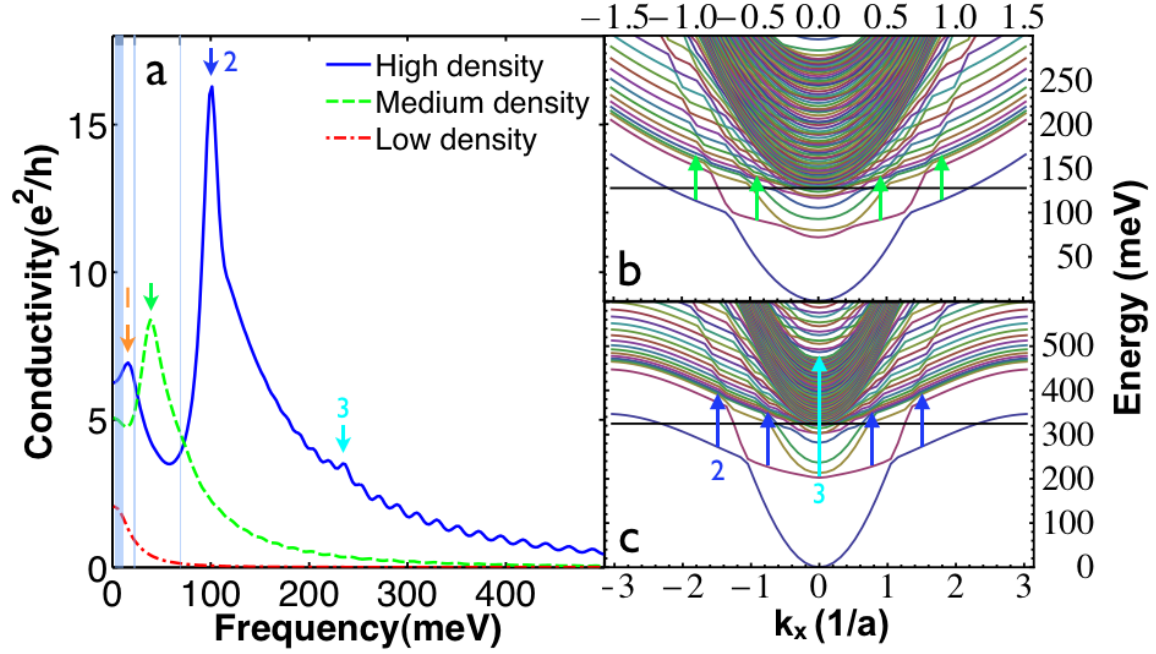 a
2
High density
Medium density
Low density
3
15
10
5
0
Conductivity(e²/h)
0 100 200 300 400
Frequency(meV)
−1.5 −1.0 −0.5 0.0 0.5 1.0 1.5
250
200
150
100
50
b
500
400
300
200
100
0
2
3
c
Energy (meV)
−3 −2 −1 0 1 2 3
kₓ (1/a)